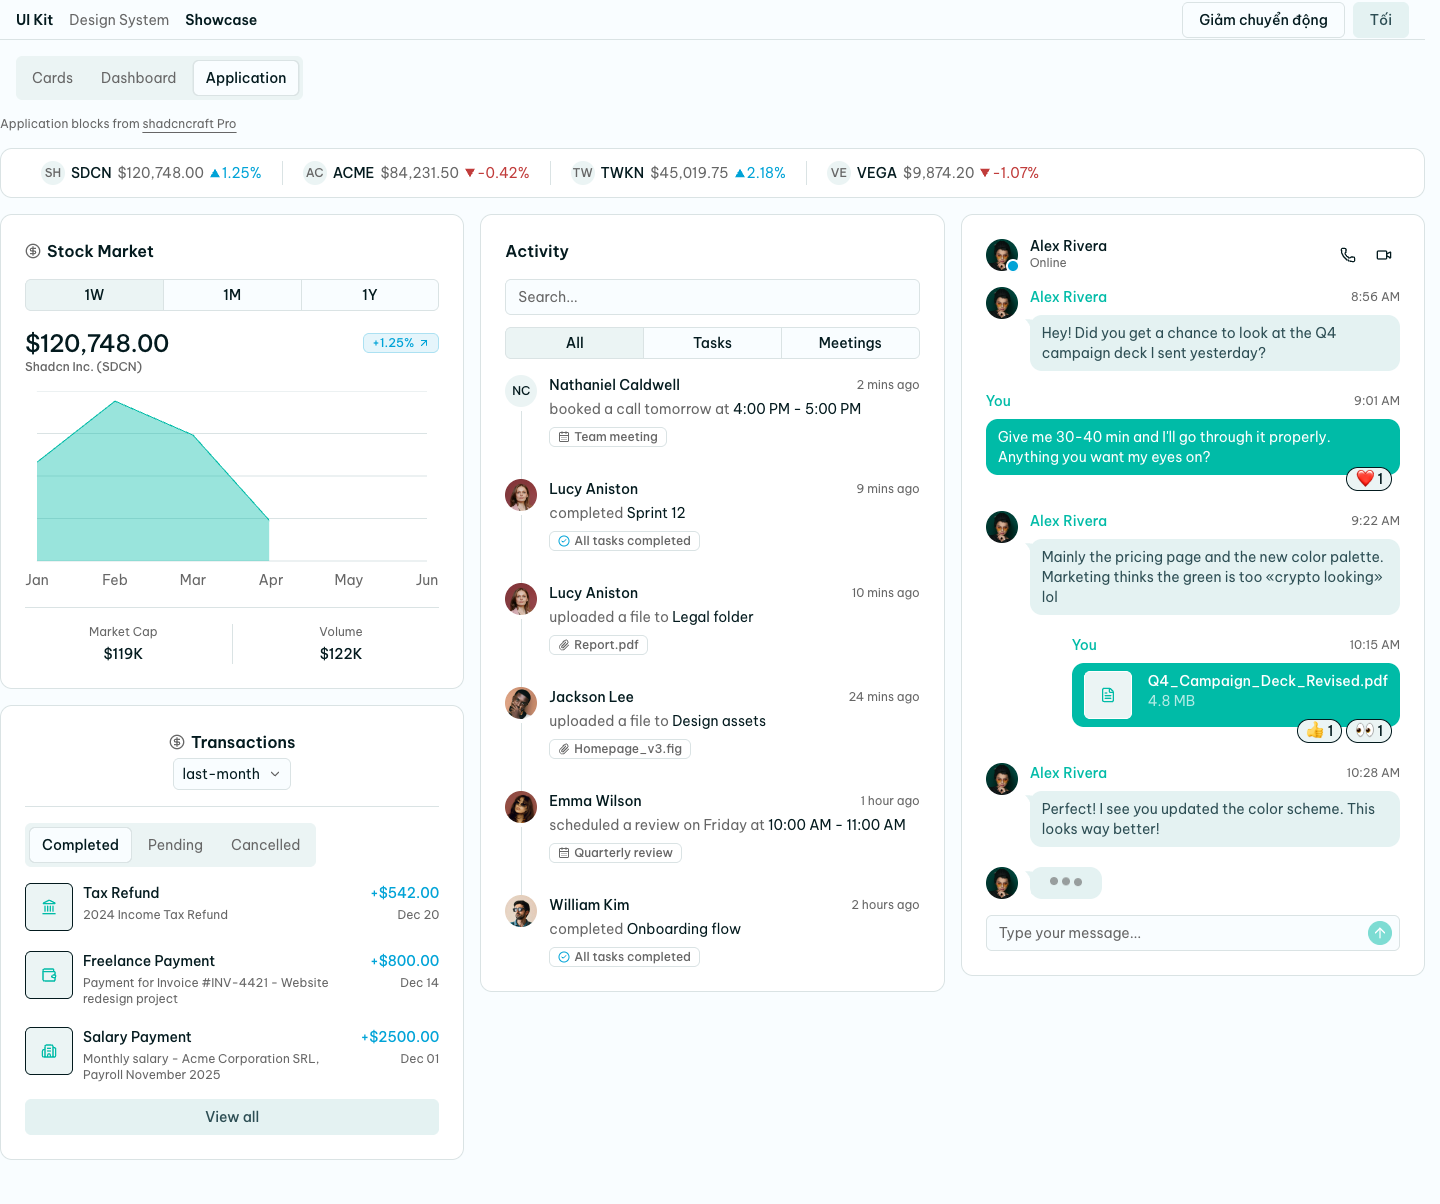 UI Kit Design System Showcase Giảm chuyển động Tối
Cards Dashboard Application
Application blocks from shadcncraft Pro
SH SDCN $120,748.00 ▲1.25% AC ACME $84,231.50 ▼-0.42% TW TWKN $45,019.75 ▲2.18% VE VEGA $9,874.20 ▼-1.07%
Stock Market
1W 1M 1Y
$120,748.00 +1.25%
Shadcn Inc. (SDCN)
Jan Feb Mar Apr May Jun
Market Cap Volume
$119K $122K
Transactions
last-month
Completed Pending Cancelled
Tax Refund +$542.00
2024 Income Tax Refund Dec 20
Freelance Payment +$800.00
Payment for Invoice #INV-4421 - Website Dec 14
redesign project
Salary Payment +$2500.00
Monthly salary - Acme Corporation SRL, Dec 01
Payroll November 2025
View all
Activity
Search...
All Tasks Meetings
NC Nathaniel Caldwell 2 mins ago
booked a call tomorrow at 4:00 PM - 5:00 PM
Team meeting
Lucy Aniston 9 mins ago
completed Sprint 12
All tasks completed
Lucy Aniston 10 mins ago
uploaded a file to Legal folder
Report.pdf
Jackson Lee 24 mins ago
uploaded a file to Design assets
Homepage_v3.fig
Emma Wilson 1 hour ago
scheduled a review on Friday at 10:00 AM - 11:00 AM
Quarterly review
William Kim 2 hours ago
completed Onboarding flow
All tasks completed
Alex Rivera
Online
Alex Rivera 8:56 AM
Hey! Did you get a chance to look at the Q4
campaign deck I sent yesterday?
You 9:01 AM
Give me 30-40 min and I'll go through it properly.
Anything you want my eyes on?
❤️ 1
Alex Rivera 9:22 AM
Mainly the pricing page and the new color palette.
Marketing thinks the green is too «crypto looking»
lol
You 10:15 AM
Q4_Campaign_Deck_Revised.pdf
4.8 MB
👍 1 👀 1
Alex Rivera 10:28 AM
Perfect! I see you updated the color scheme. This
looks way better!
Type your message...